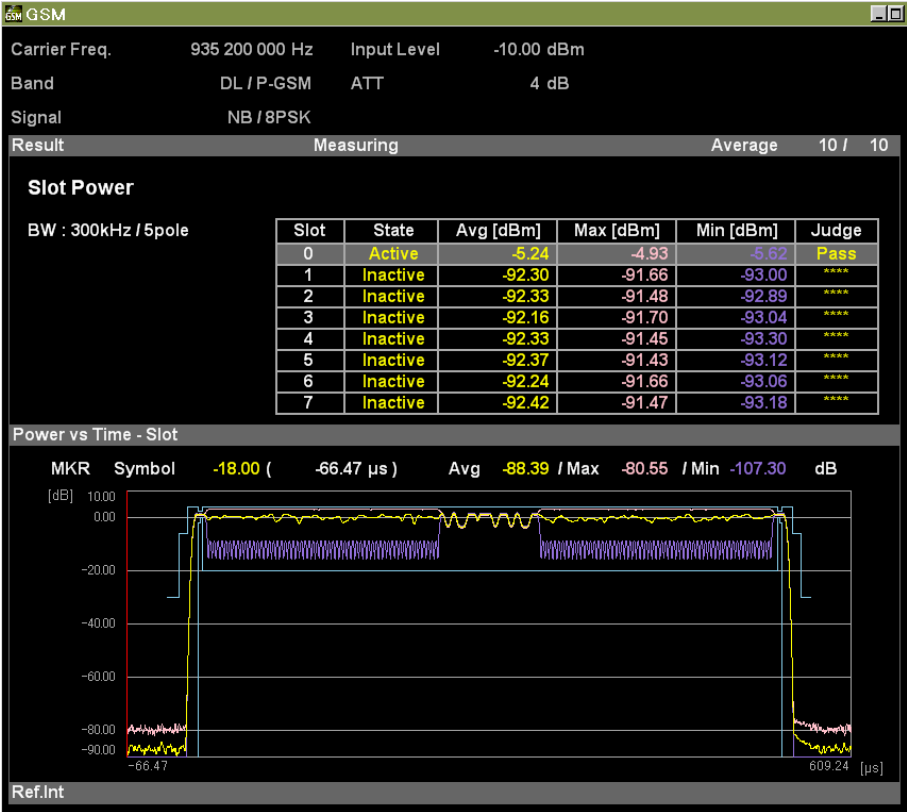 GSM GSM
Carrier Freq. 935 200 000 Hz Input Level -10.00 dBm
Band DL / P-GSM ATT 4 dB
Signal NB / 8PSK
Result Measuring Average 10 / 10
Slot Power
BW : 300kHz / 5pole
Slot State Avg [dBm] Max [dBm] Min [dBm] Judge
0 Active -5.24 -4.93 -5.62 Pass
1 Inactive -92.30 -91.66 -93.00 ****
2 Inactive -92.33 -91.48 -92.89 ****
3 Inactive -92.16 -91.70 -93.04 ****
4 Inactive -92.33 -91.45 -93.30 ****
5 Inactive -92.37 -91.43 -93.12 ****
6 Inactive -92.24 -91.66 -93.06 ****
7 Inactive -92.42 -91.47 -93.18 ****
Power vs Time - Slot
MKR Symbol -18.00 ( -66.47 µs ) Avg -88.39 / Max -80.55 / Min -107.30 dB
[dB] 10.00
0.00
-20.00
-40.00
-60.00
-80.00
-90.00
-66.47 609.24 [µs]
Ref.Int